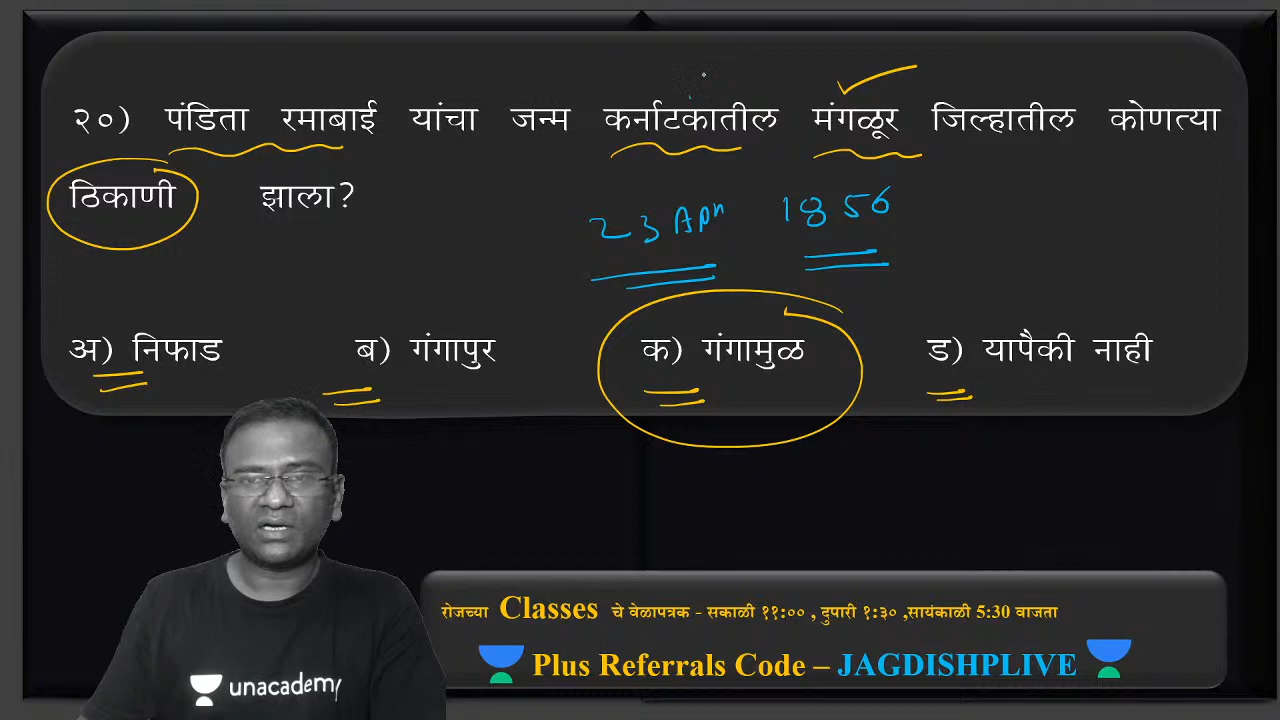 २०) पंडिता रमाबाई यांचा जन्म कर्नाटकातील मंगळूर जिल्हातील कोणत्या
ठिकाणी झाला?
23 Apr 1856
अ) निफाड ब) गंगापुर क) गंगामुळ ड) यापैकी नाही
रोजच्या Classes चे वेळापत्रक - सकाळी ११:०० , दुपारी १:३० ,सायंकाळी 5:30 वाजता
Plus Referrals Code – JAGDISHPLIVE
unacademy